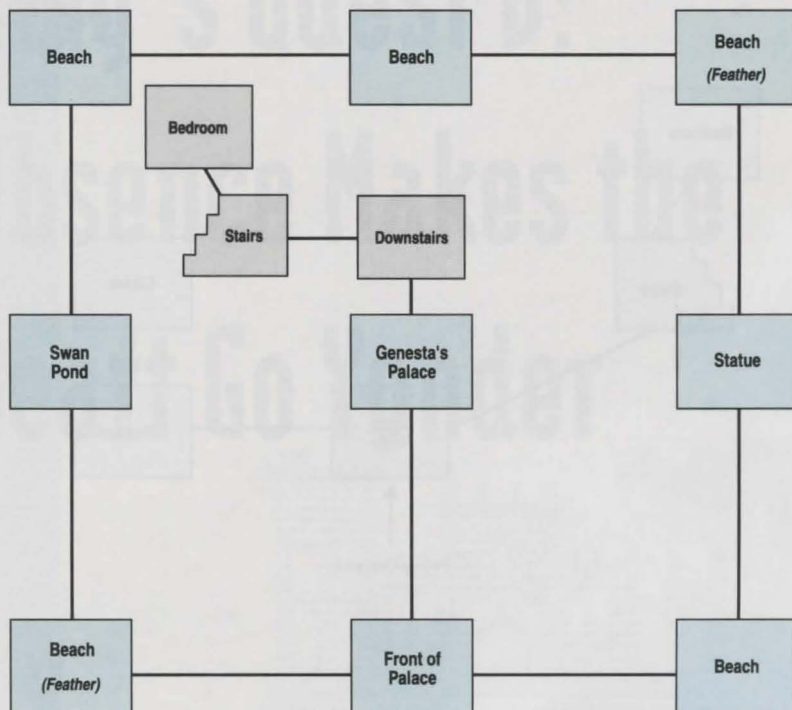 Beach
Beach
Beach
(Feather)
Bedroom
Stairs
Downstairs
Swan
Pond
Genesta's
Palace
Statue
Beach
(Feather)
Front of
Palace
Beach